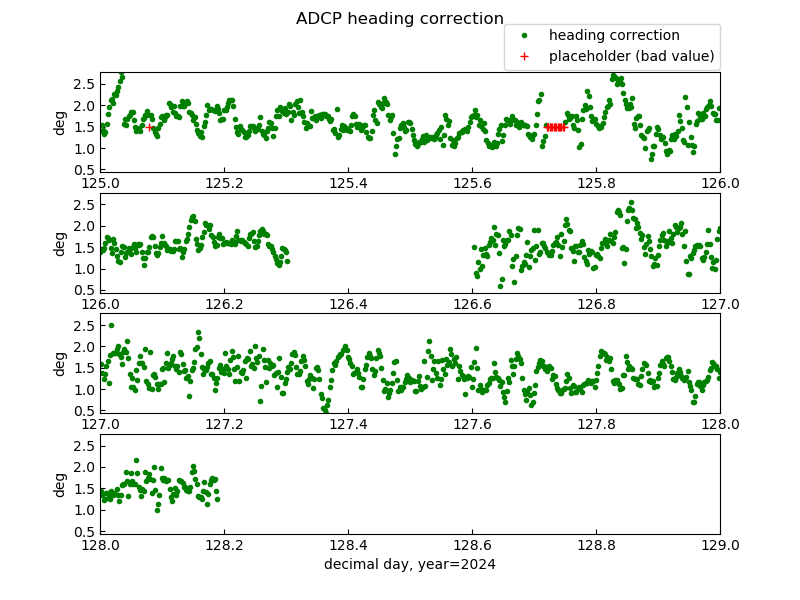 ADCP heading correction
heading correction
placeholder (bad value)
2.5
2.0
1.5
1.0
0.5
deg
125.0 125.2 125.4 125.6 125.8 126.0
2.5
2.0
1.5
1.0
0.5
deg
126.0 126.2 126.4 126.6 126.8 127.0
2.5
2.0
1.5
1.0
0.5
deg
127.0 127.2 127.4 127.6 127.8 128.0
2.5
2.0
1.5
1.0
0.5
deg
128.0 128.2 128.4 128.6 128.8 129.0
decimal day, year=2024